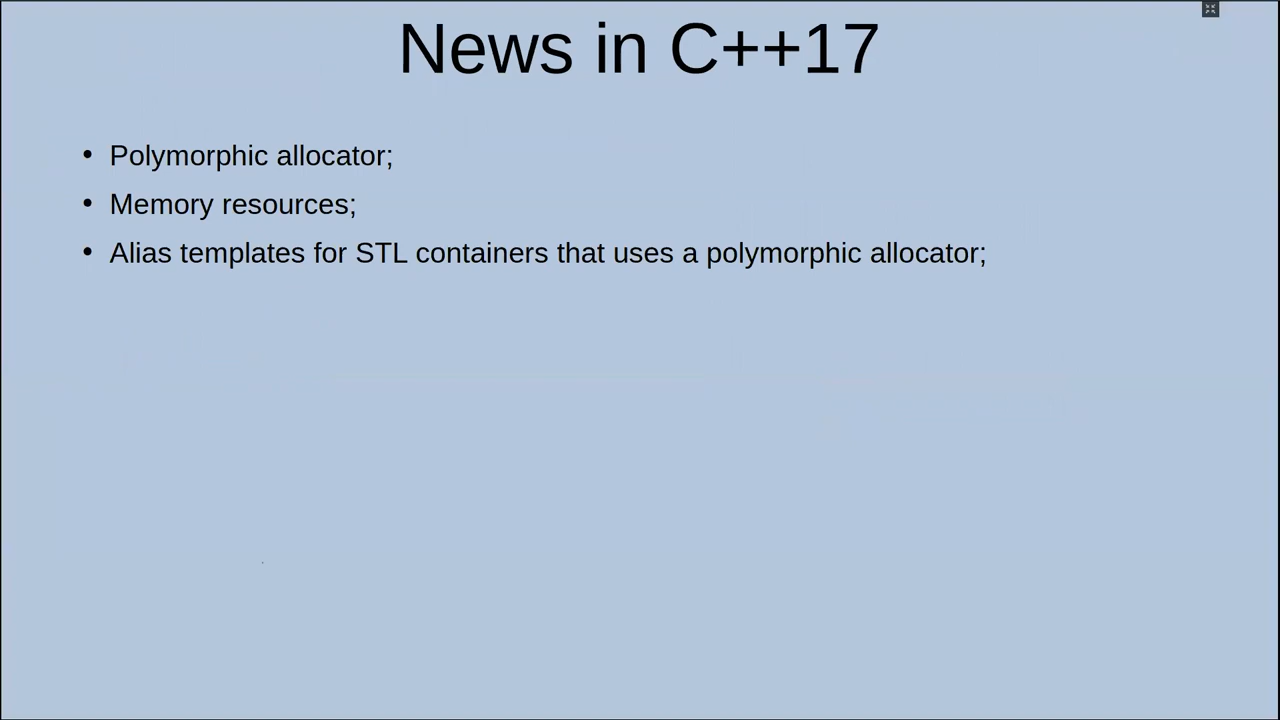 News in C++17
• Polymorphic allocator;
• Memory resources;
• Alias templates for STL containers that uses a polymorphic allocator;